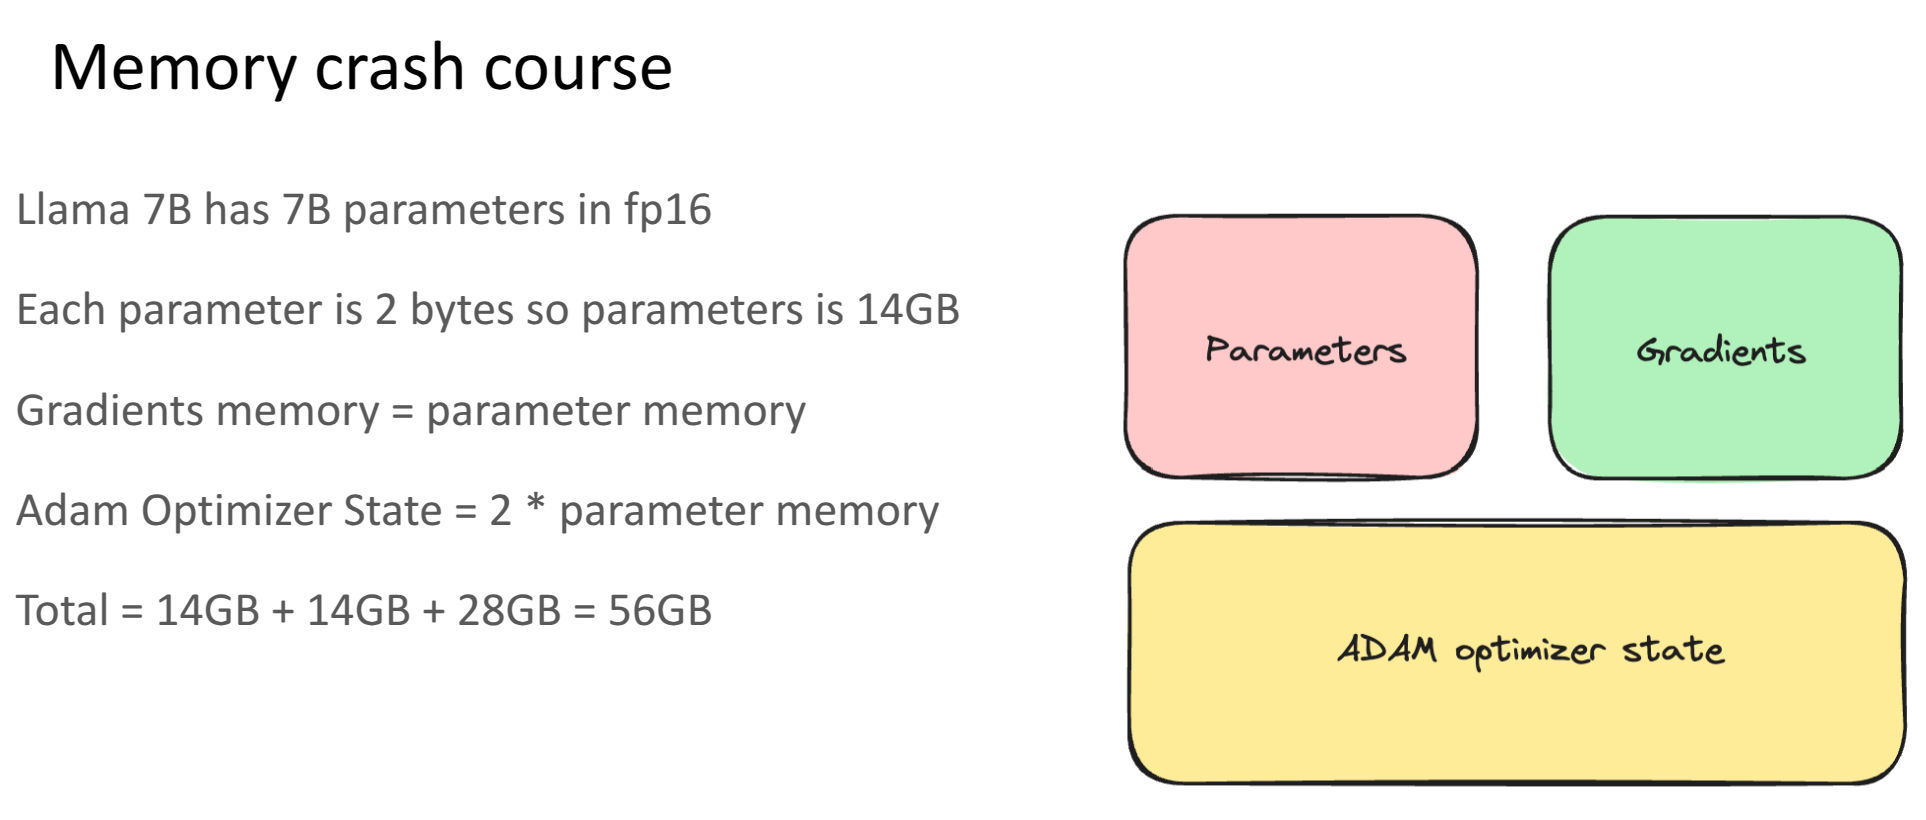 Memory crash course
Llama 7B has 7B parameters in fp16
Each parameter is 2 bytes so parameters is 14GB
Gradients memory = parameter memory
Adam Optimizer State = 2 * parameter memory
Total = 14GB + 14GB + 28GB = 56GB
Parameters
Gradients
ADAM optimizer state